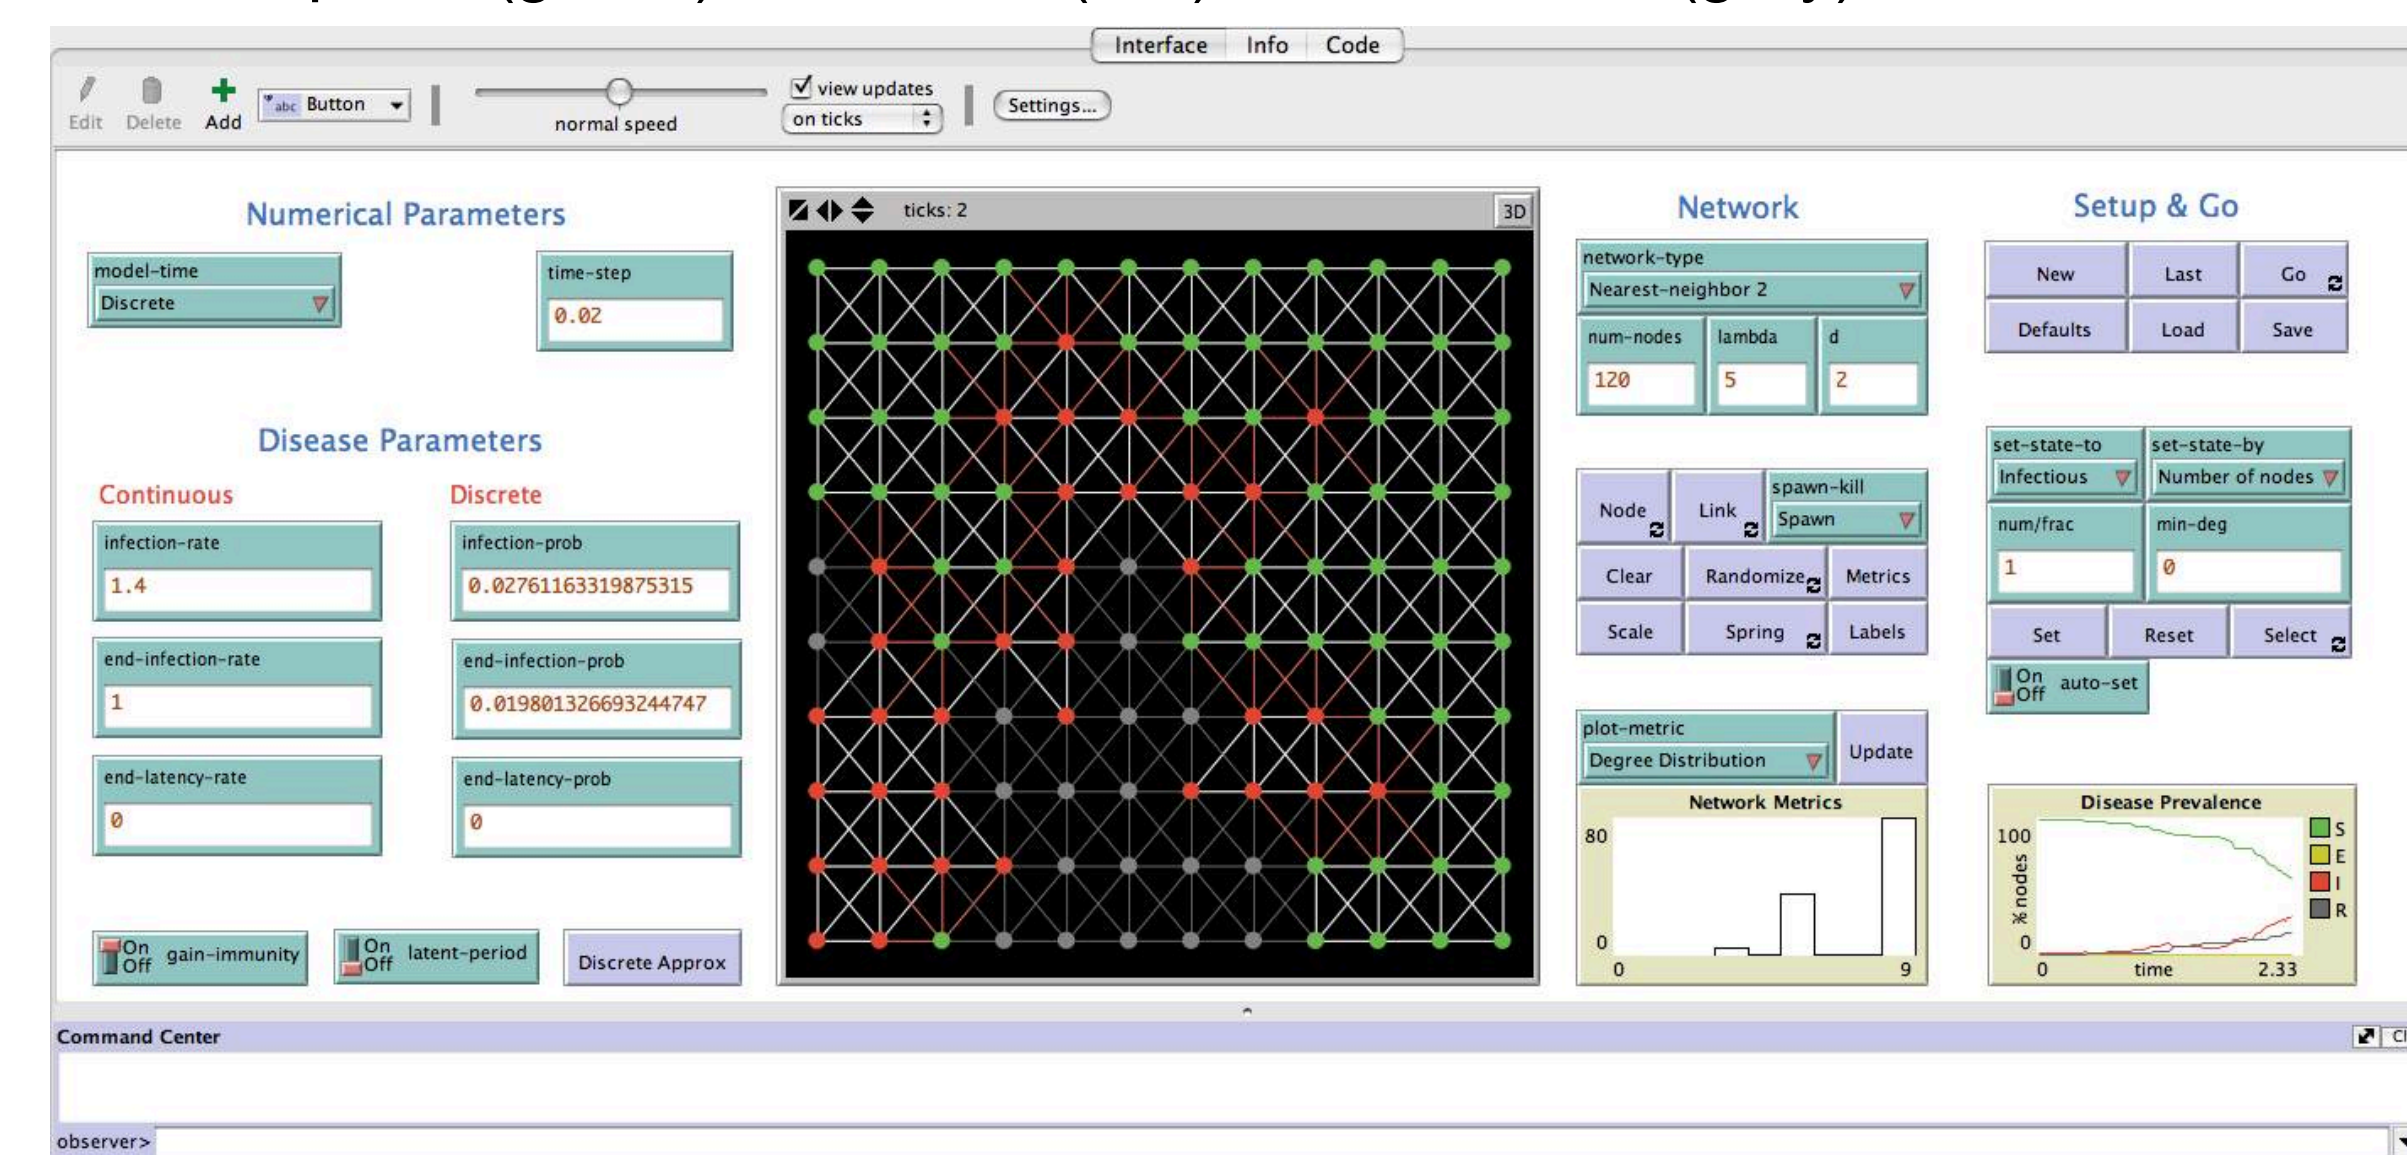 Interface Info Code
Edit Delete Add abc Button normal speed view updates on ticks Settings...
Numerical Parameters
model-time
Discrete
time-step
0.02
Disease Parameters
Continuous
Discrete
infection-rate
1.4
infection-prob
0.02761163319875315
end-infection-rate
1
end-infection-prob
0.019801326693244747
end-latency-rate
0
end-latency-prob
0
On
Off gain-immunity
On
Off latent-period
Discrete Approx
ticks: 2 3D
Network
network-type
Nearest-neighbor 2
num-nodes lambda d
120 5 2
Node Link
spawn-kill
Spawn
Clear Randomize Metrics
Scale Spring Labels
plot-metric
Degree Distribution
Update
Network Metrics
80
0
0 9
Setup & Go
New Last Go
Defaults Load Save
set-state-to set-state-by
Infectious Number of nodes
num/frac min-deg
1 0
Set Reset Select
On
Off auto-set
Disease Prevalence
100
% nodes
0
0 time 2.33
S
E
I
R
Command Center
observer>